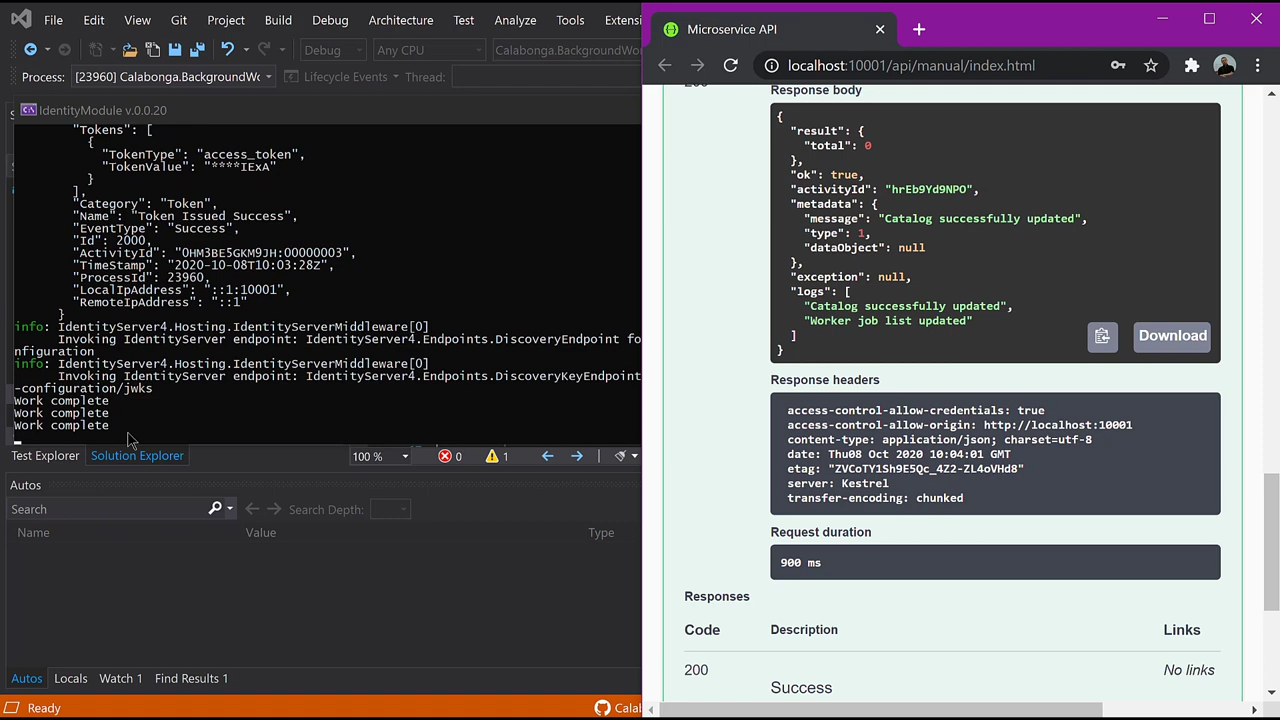 File Edit View Git Project Build Debug Architecture Test Analyze Tools Extensi
Debug Any CPU Calabonga.BackgroundWo
Process: [23960] Calabonga.BackgroundWo Lifecycle Events Thread:
IdentityModule v.0.0.20
"Tokens": [
{
"TokenType": "access_token",
"TokenValue": "****IExA"
}
],
"Category": "Token",
"Name": "Token Issued Success",
"EventType": "Success",
"Id": 2000,
"ActivityId": "0HM3BE5GKM9JH:00000003",
"TimeStamp": "2020-10-08T10:03:28Z",
"ProcessId": 23960,
"LocalIpAddress": "::1:10001",
"RemoteIpAddress": "::1"
}
info: IdentityServer4.Hosting.IdentityServerMiddleware[0]
Invoking IdentityServer endpoint: IdentityServer4.Endpoints.DiscoveryEndpoint fo
nfiguration
info: IdentityServer4.Hosting.IdentityServerMiddleware[0]
Invoking IdentityServer endpoint: IdentityServer4.Endpoints.DiscoveryKeyEndpoint
-configuration/jwks
Work complete
Work complete
Work complete
Test Explorer Solution Explorer 100 % 0 1
Autos
Search Search Depth:
Name Value Type
Autos Locals Watch 1 Find Results 1
Ready Calal
Microservice API
localhost:10001/api/manual/index.html
200
Response body
{
"result": {
"total": 0
},
"ok": true,
"activityId": "hrEb9Yd9NPO",
"metadata": {
"message": "Catalog successfully updated",
"type": 1,
"dataObject": null
},
"exception": null,
"logs": [
"Catalog successfully updated",
"Worker job list updated"
]
}
Download
Response headers
access-control-allow-credentials: true
access-control-allow-origin: http://localhost:10001
content-type: application/json; charset=utf-8
date: Thu08 Oct 2020 10:04:01 GMT
etag: "ZVCoTY1Sh9E5Qc_4Z2-ZL4oVHd8"
server: Kestrel
transfer-encoding: chunked
Request duration
900 ms
Responses
Code Description Links
200 No links
Success